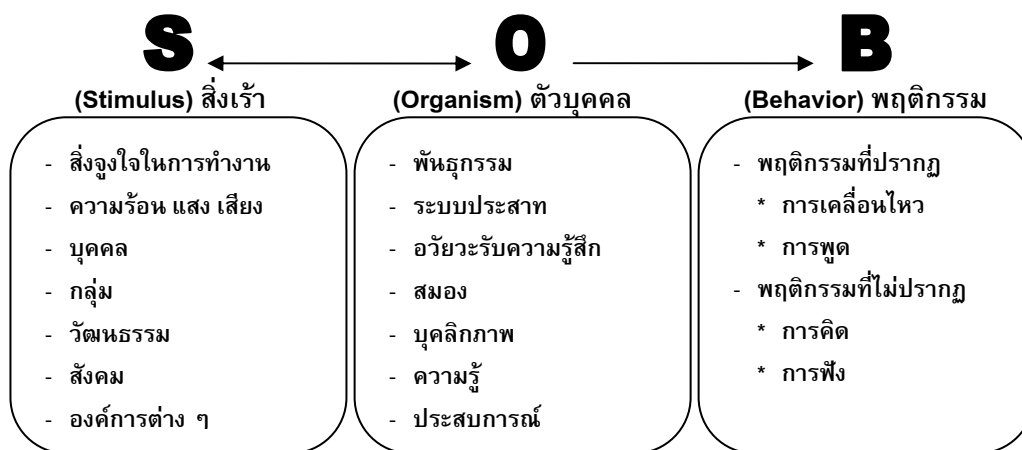 S O B
(Stimulus) สิ่งเร้า (Organism) ตัวบุคคล (Behavior) พฤติกรรม
- สิ่งจูงใจในการทำงาน
- ความร้อน แสง เสียง
- บุคคล
- กลุ่ม
- วัฒนธรรม
- สังคม
- องค์การต่าง ๆ
- พันธุกรรม
- ระบบประสาท
- อวัยวะรับความรู้สึก
- สมอง
- บุคลิกภาพ
- ความรู้
- ประสบการณ์
- พฤติกรรมที่ปรากฏ
* การเคลื่อนไหว
* การพูด
- พฤติกรรมที่ไม่ปรากฏ
* การคิด
* การฟัง